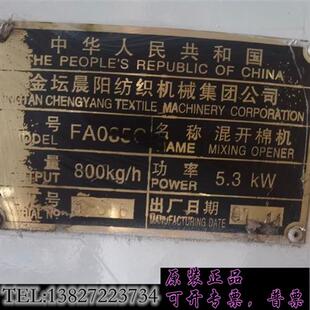 中华人民共和国
THE PEOPLE'S REPUBLIC OF CHINA
金坛晨阳纺织机械集团公司
JINTAN CHENGYANG TEXTILE MACHINERY CORPORATION
号 名称 混开棉机
MODEL NAME MIXING OPENER
量 800kg/h 功率 5.3 kW
POWER
出厂日期
MANUFACTURING DATE
原装正品
TEL:13827223734 可开专票，普票